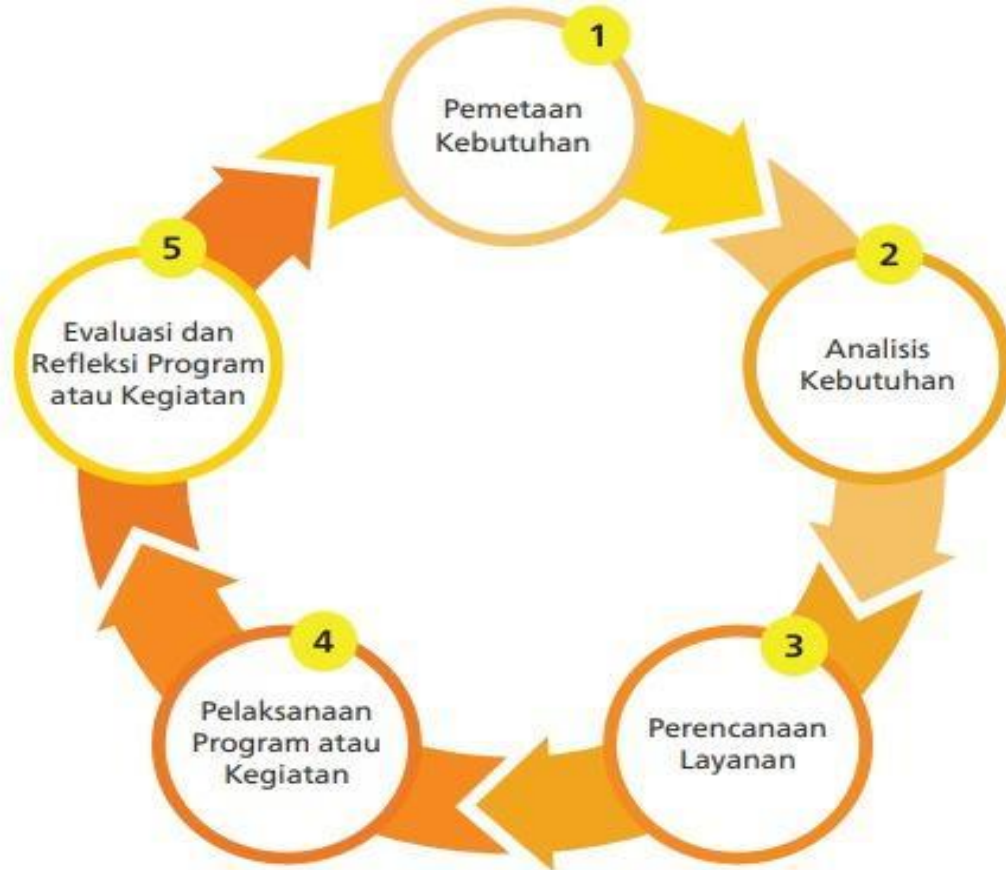 1
Pemetaan
Kebutuhan
2
Analisis
Kebutuhan
3
Perencanaan
Layanan
4
Pelaksanaan
Program atau
Kegiatan
5
Evaluasi dan
Refleksi Program
atau Kegiatan